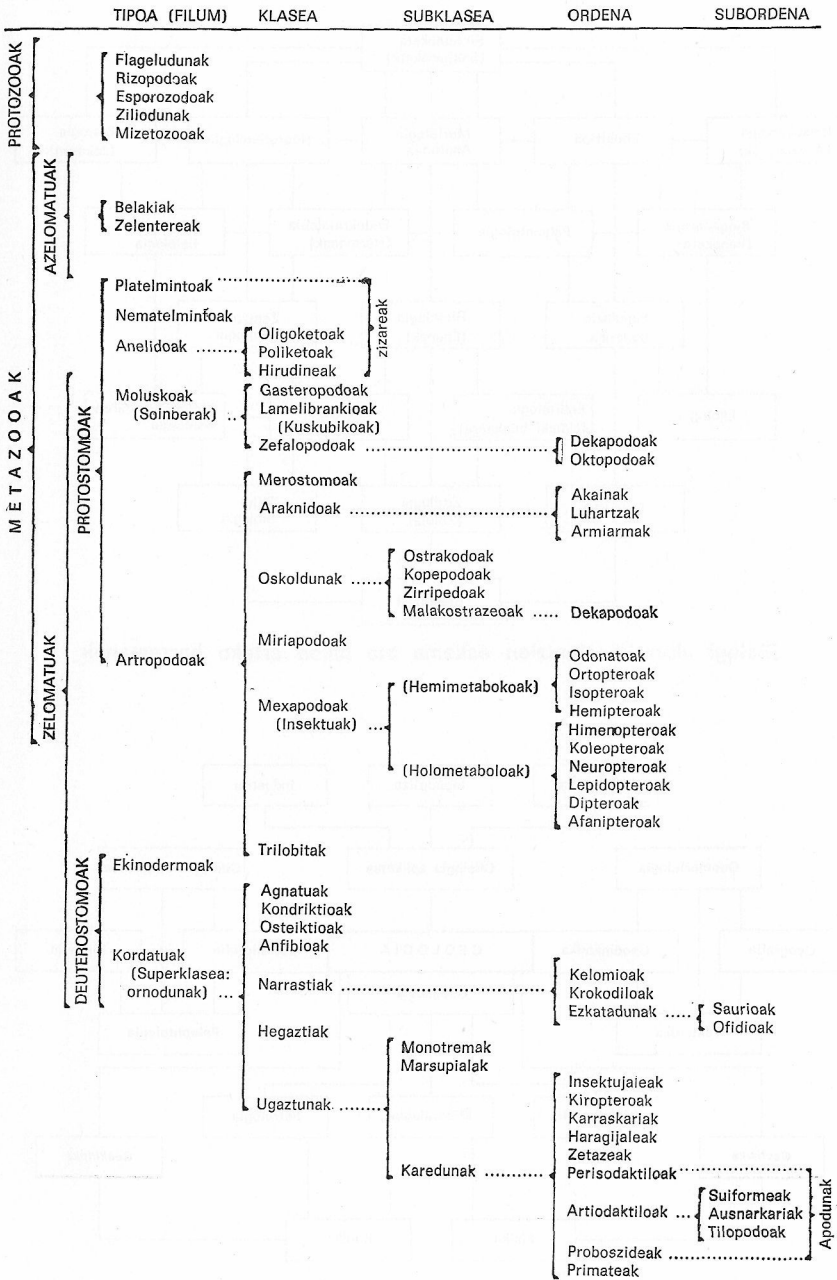 TIPOA (FILUM) KLASEA SUBKLASEA ORDENA SUBORDENA
PROTOZOOAK
Flageludunak
Rizopodoak
Esporozodoak
Ziliodunak
Mizetozooak
METAZOOAK
AZELOMATUAK
Belakiak
Zelentereak
ZELOMATUAK
PROTOSTOMOAK
Platelmintoak
Nematelmintoak
Anelidoak
Oligoketoak
Poliketoak
Hirudineak
zizareak
Moluskoak
(Soinberak)
Gasteropodoak
Lamelibrankioak
(Kuskubikoak)
Zefalopodoak
Dekapodoak
Oktopodoak
Artropodoak
Merostomoak
Araknidoak
Akainak
Luhartzak
Armiarmak
Oskoldunak
Ostrakodoak
Kopepodoak
Zirripedoak
Malakostrazeoak Dekapodoak
Miriapodoak
Mexapodoak
(Insektuak)
(Hemimetabokoak)
Odonatoak
Ortopteroak
Isopteroak
Hemipteroak
(Holometaboloak)
Himenopteroak
Koleopteroak
Neuropteroak
Lepidopteroak
Dipteroak
Afanipteroak
Trilobitak
DEUTEROSTOMOAK
Ekinodermoak
Kordatuak
(Superklasea:
ornodunak)
Agnatuak
Kondriktioak
Osteiktioak
Anfibioak
Narrastiak
Kelomioak
Krokodiloak
Ezkatadunak
Saurioak
Ofidioak
Hegaztiak
Ugaztunak
Monotremak
Marsupialak
Karedunak
Insektujaleak
Kiropteroak
Karraskariak
Haragijaleak
Zetazeak
Perisodaktiloak
Artiodaktiloak
Suiformeak
Ausnarkariak
Tilopodoak
Proboszideak
Primateak
Apodunak